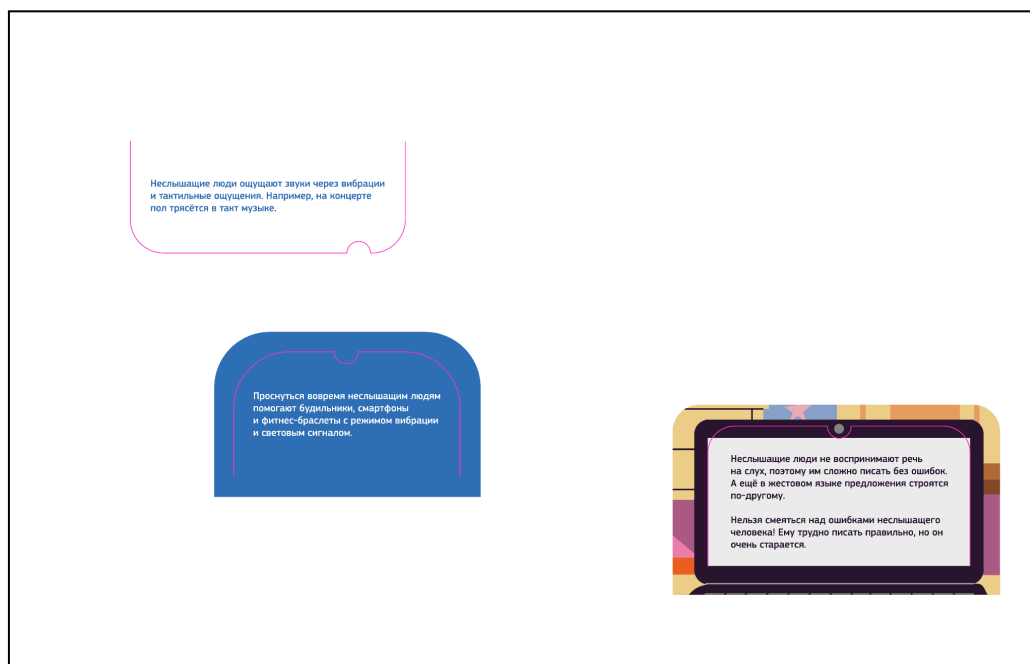 Неслышащие люди ощущают звуки через вибрации
и тактильные ощущения. Например, на концерте
пол трясётся в такт музыке.
Проснуться вовремя неслышащим людям
помогают будильники, смартфоны
и фитнес-браслеты с режимом вибрации
и световым сигналом.
Неслышащие люди не воспринимают речь
на слух, поэтому им сложно писать без ошибок.
А ещё в жестовом языке предложения строятся
по-другому.
Нельзя смеяться над ошибками неслышащего
человека! Ему трудно писать правильно, но он
очень старается.